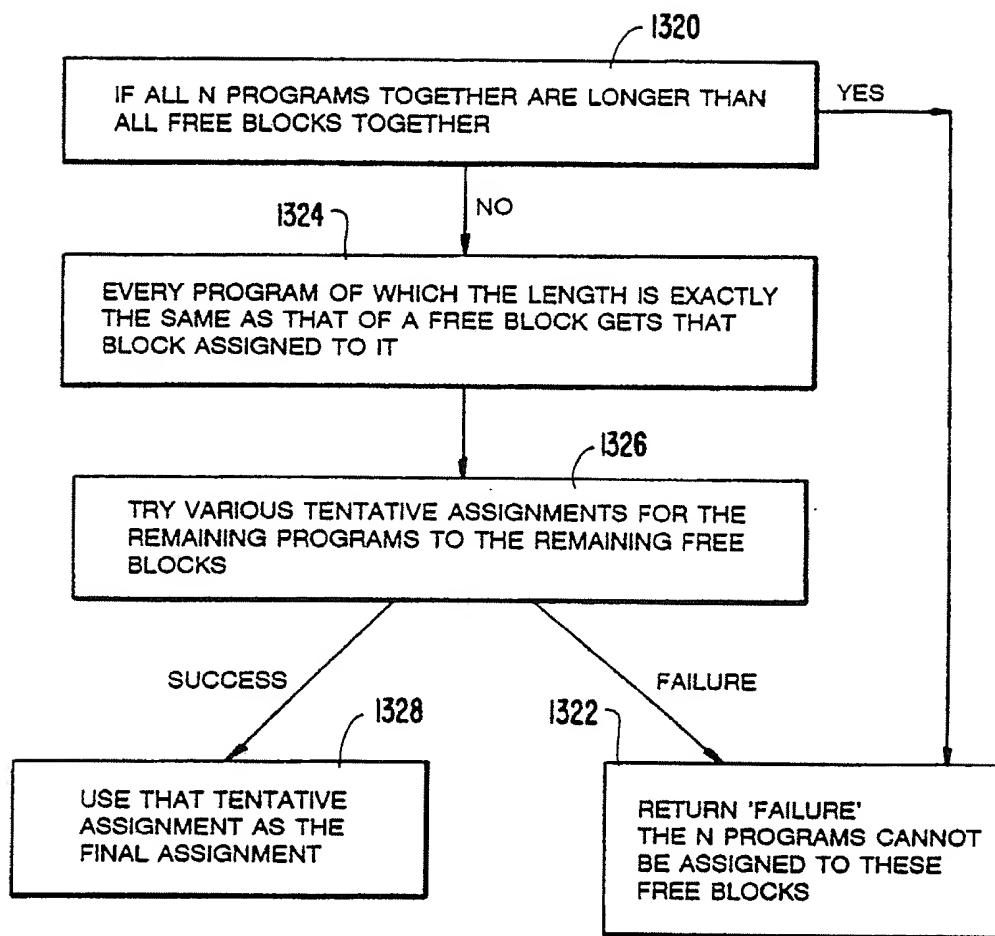 1320
IF ALL N PROGRAMS TOGETHER ARE LONGER THAN
ALL FREE BLOCKS TOGETHER
YES
NO
1324
EVERY PROGRAM OF WHICH THE LENGTH IS EXACTLY
THE SAME AS THAT OF A FREE BLOCK GETS THAT
BLOCK ASSIGNED TO IT
1326
TRY VARIOUS TENTATIVE ASSIGNMENTS FOR THE
REMAINING PROGRAMS TO THE REMAINING FREE
BLOCKS
SUCCESS
FAILURE
1328
USE THAT TENTATIVE
ASSIGNMENT AS THE
FINAL ASSIGNMENT
1322
RETURN 'FAILURE'
THE N PROGRAMS CANNOT
BE ASSIGNED TO THESE
FREE BLOCKS